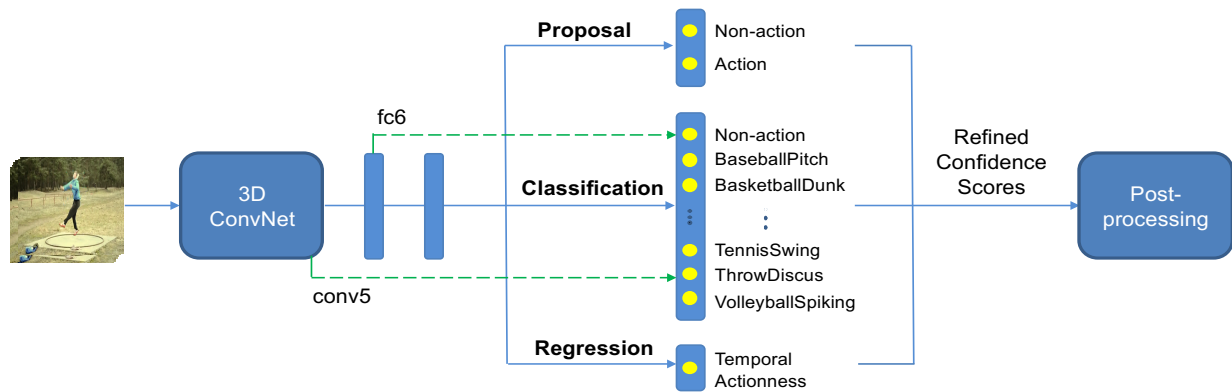 Proposal
Non-action
Action
fc6
Non-action
BaseballPitch
BasketballDunk
3D
ConvNet
Classification
Refined
Confidence
Scores
Post-
processing
TennisSwing
ThrowDiscus
VolleyballSpiking
conv5
Regression
Temporal
Actionness